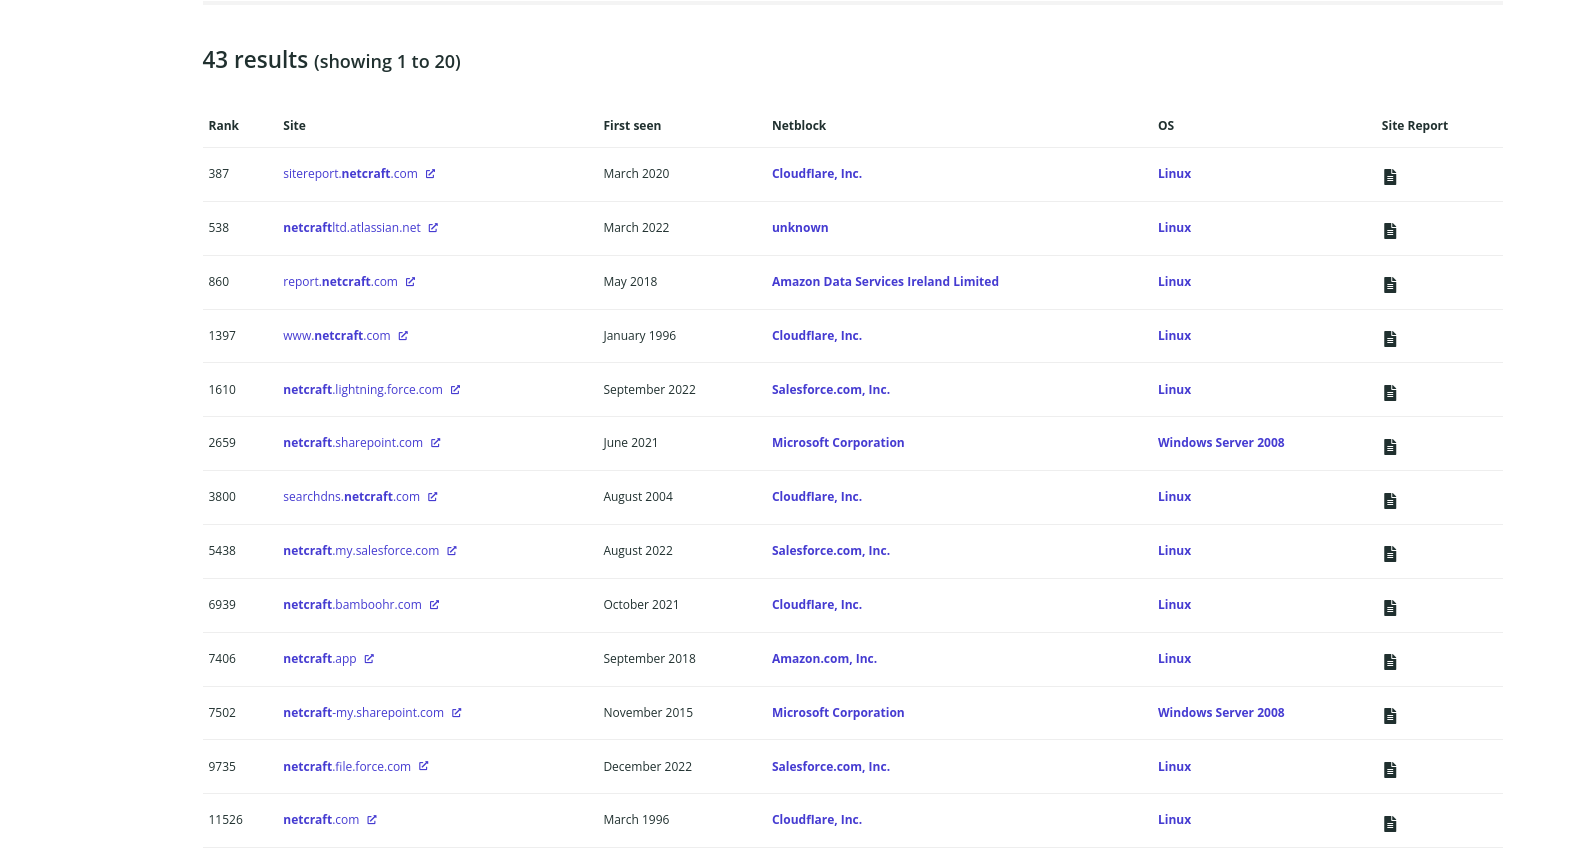 43 results (showing 1 to 20)
Rank Site First seen Netblock OS Site Report
387 sitereport.netcraft.com March 2020 Cloudflare, Inc. Linux
538 netcraftltd.atlassian.net March 2022 unknown Linux
860 report.netcraft.com May 2018 Amazon Data Services Ireland Limited Linux
1397 www.netcraft.com January 1996 Cloudflare, Inc. Linux
1610 netcraft.lightning.force.com September 2022 Salesforce.com, Inc. Linux
2659 netcraft.sharepoint.com June 2021 Microsoft Corporation Windows Server 2008
3800 searchdns.netcraft.com August 2004 Cloudflare, Inc. Linux
5438 netcraft.my.salesforce.com August 2022 Salesforce.com, Inc. Linux
6939 netcraft.bamboohr.com October 2021 Cloudflare, Inc. Linux
7406 netcraft.app September 2018 Amazon.com, Inc. Linux
7502 netcraft-my.sharepoint.com November 2015 Microsoft Corporation Windows Server 2008
9735 netcraft.file.force.com December 2022 Salesforce.com, Inc. Linux
11526 netcraft.com March 1996 Cloudflare, Inc. Linux